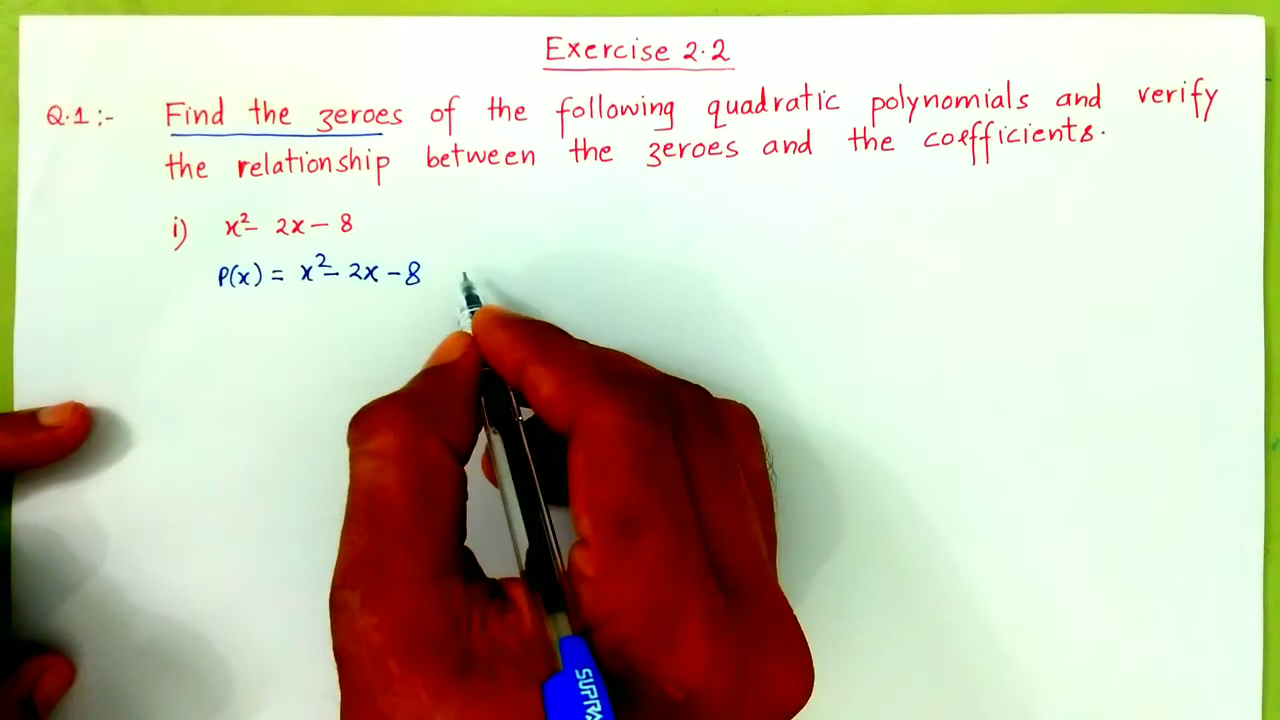 Exercise 2.2
Q.1:- Find the zeroes of the following quadratic polynomials and verify
the relationship between the zeroes and the coefficients.
i) x² - 2x - 8
P(x) = x² - 2x - 8
SUPRA